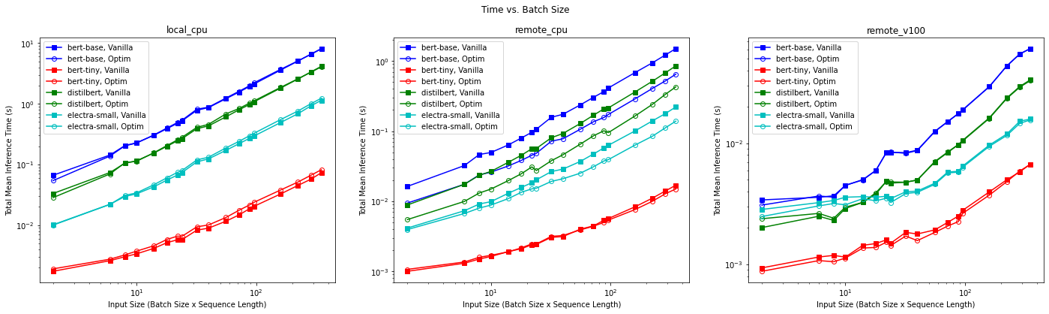 Time vs. Batch Size
local_cpu
Total Mean Inference Time (s)
10¹
10⁰
10⁻¹
10⁻²
bert-base, Vanilla
bert-base, Optim
bert-tiny, Vanilla
bert-tiny, Optim
distilbert, Vanilla
distilbert, Optim
electra-small, Vanilla
electra-small, Optim
10¹
10²
Input Size (Batch Size x Sequence Length)
remote_cpu
Total Mean Inference Time (s)
10⁰
10⁻¹
10⁻²
10⁻³
bert-base, Vanilla
bert-base, Optim
bert-tiny, Vanilla
bert-tiny, Optim
distilbert, Vanilla
distilbert, Optim
electra-small, Vanilla
electra-small, Optim
10¹
10²
Input Size (Batch Size x Sequence Length)
remote_v100
Total Mean Inference Time (s)
10⁻²
10⁻³
bert-base, Vanilla
bert-base, Optim
bert-tiny, Vanilla
bert-tiny, Optim
distilbert, Vanilla
distilbert, Optim
electra-small, Vanilla
electra-small, Optim
10¹
10²
Input Size (Batch Size x Sequence Length)